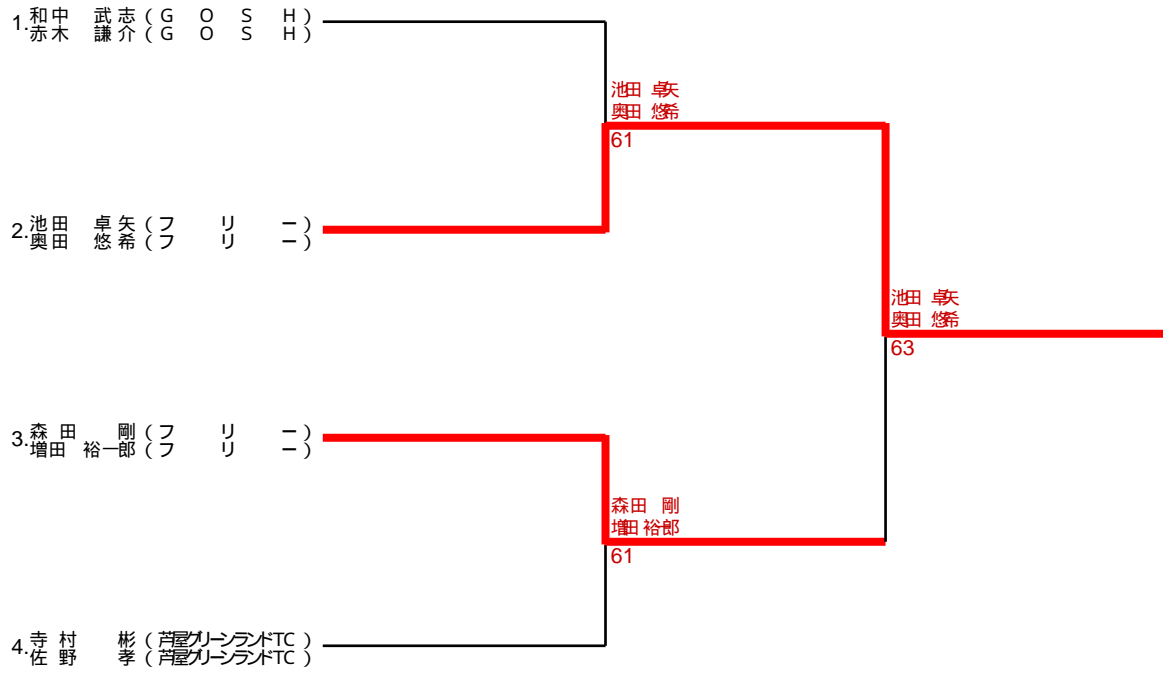 1.和中 武志(G O S H)
赤木 謙介(G O S H)
池田 卓矢
奥田 悠希
61
2.池田 卓矢(フ リ ー)
奥田 悠希(フ リ ー)
池田 卓矢
奥田 悠希
63
3.森田 剛(フ リ ー)
増田 裕一郎(フ リ ー)
森田 剛
増田 裕一郎
61
4.寺村 彬(芦屋グリーンランドTC)
佐野 孝(芦屋グリーンランドTC)